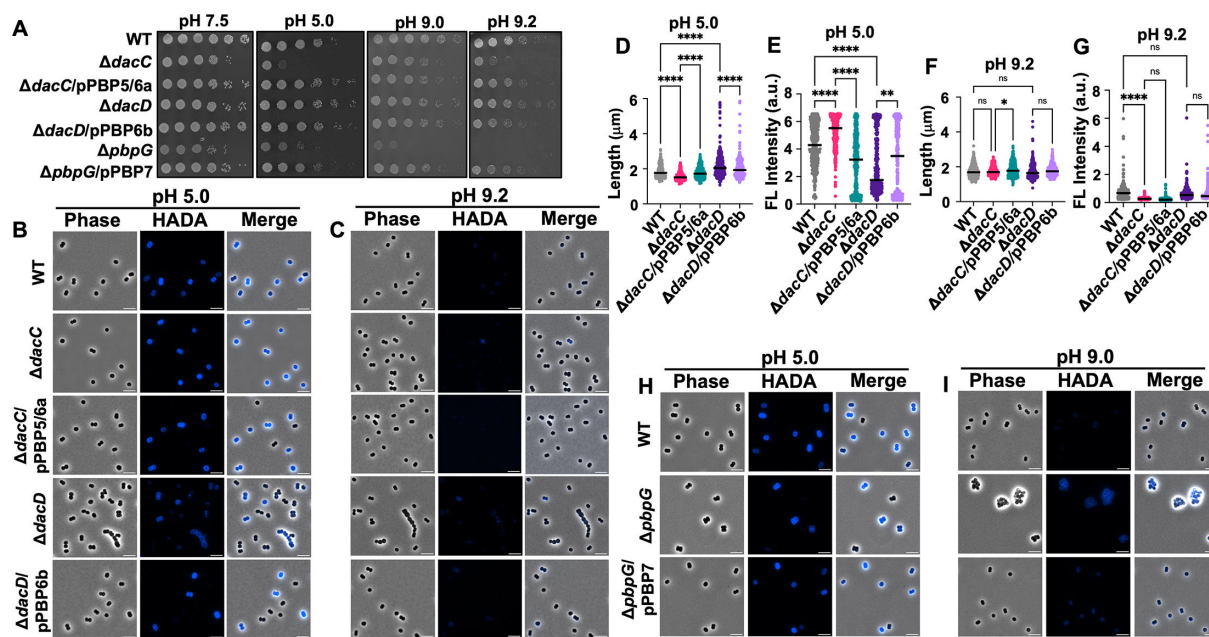 A
pH 7.5 pH 5.0 pH 9.0 pH 9.2
WT
ΔdacC
ΔdacC/pPBP5/6a
ΔdacD
ΔdacD/pPBP6b
ΔpbpG
ΔpbpG/pPBP7
B
pH 5.0
Phase HADA Merge
WT
ΔdacC
ΔdacC/
pPBP5/6a
ΔdacD
ΔdacD/
pPBP6b
C
pH 9.2
Phase HADA Merge
D
pH 5.0
****
**** **** ****
Length (μm)
6
4
2
0
WT
ΔdacC
ΔdacC/pPBP5/6a
ΔdacD
ΔdacD/pPBP6b
E
pH 5.0
****
****
**** **
FL Intensity (a.u.)
6
5
4
3
2
1
0
WT
ΔdacC
ΔdacC/pPBP5/6a
ΔdacD
ΔdacD/pPBP6b
F
pH 9.2
ns
ns * ns
Length (μm)
6
4
2
0
WT
ΔdacC
ΔdacC/pPBP5/6a
ΔdacD
ΔdacD/pPBP6b
G
pH 9.2
ns
ns
**** ns
FL Intensity (a.u.)
6
5
4
3
2
1
0
WT
ΔdacC
ΔdacC/pPBP5/6a
ΔdacD
ΔdacD/pPBP6b
H
pH 5.0
Phase HADA Merge
WT
ΔpbpG
ΔpbpG/
pPBP7
I
pH 9.0
Phase HADA Merge